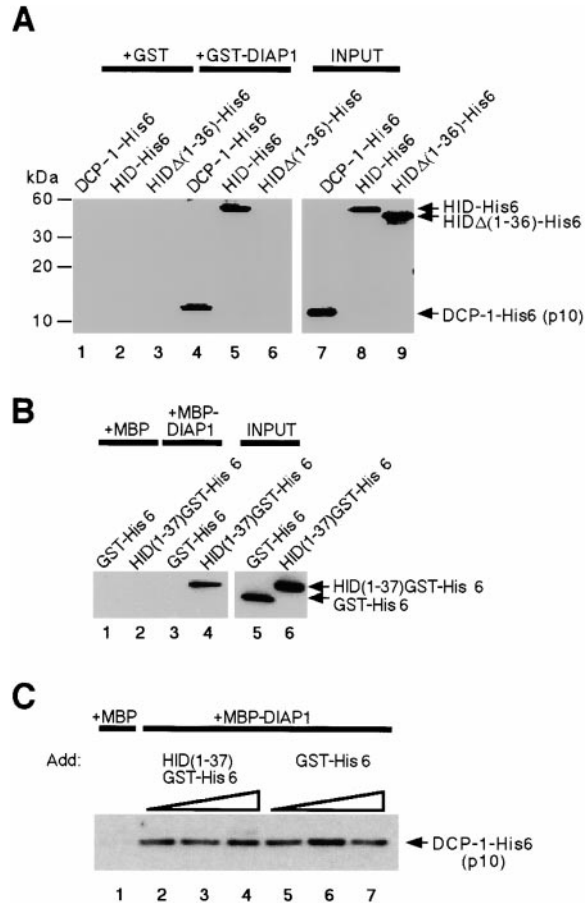 A
+GST +GST-DIAP1 INPUT
DCP-1-His6
HID-His6
HIDΔ(1-36)-His6
DCP-1-His6
HID-His6
HIDΔ(1-36)-His6
DCP-1-His6
HID-His6
HIDΔ(1-36)-His6
kDa
60
30
20
10
HID-His6
HIDΔ(1-36)-His6
DCP-1-His6 (p10)
1 2 3 4 5 6 7 8 9
B
+MBP +MBP-DIAP1 INPUT
GST-His 6
HID(1-37)GST-His 6
GST-His 6
HID(1-37)GST-His 6
GST-His 6
HID(1-37)GST-His 6
HID(1-37)GST-His 6
GST-His 6
1 2 3 4 5 6
C
+MBP +MBP-DIAP1
Add: HID(1-37) GST-His 6
GST-His 6
DCP-1-His6
(p10)
1 2 3 4 5 6 7